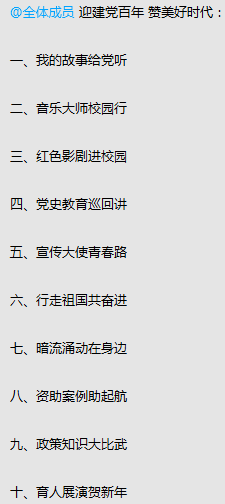 @全体成员 迎建党百年 赞美好时代：
一、我的故事给党听
二、音乐大师校园行
三、红色影剧进校园
四、党史教育巡回讲
五、宣传大使青春路
六、行走祖国共奋进
七、暗流涌动在身边
八、资助案例助起航
九、政策知识大比武
十、育人展演贺新年